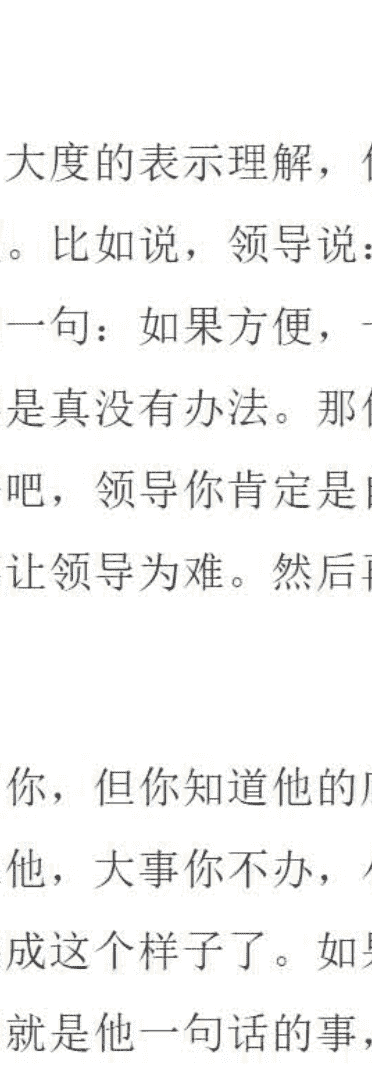 大度的表示理解，
。比如说，领导说：
一句：如果方便，
是真没有办法。那
吧，领导你肯定是
让领导为难。然后
你，但你知道他的
他，大事你不办，
成这个样子了。如
就是他一句话的事，